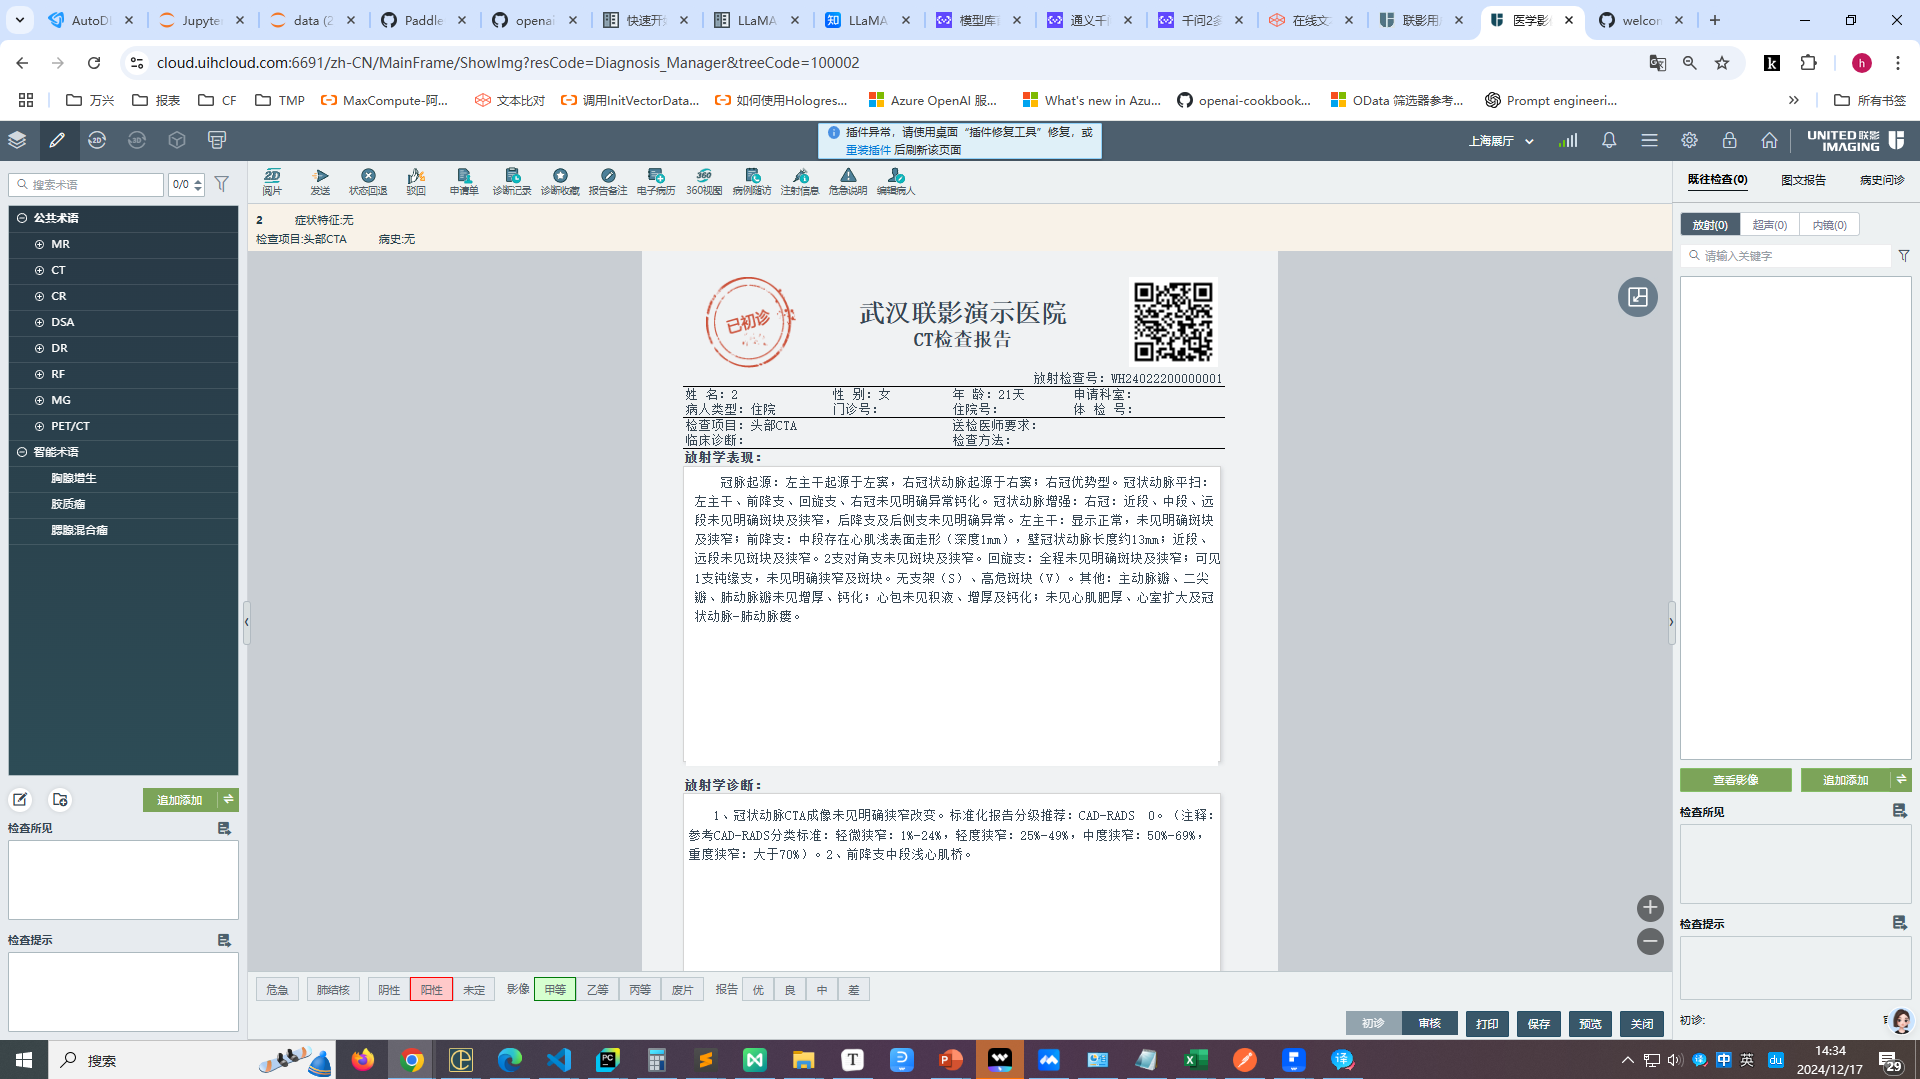 AutoDL
Jupyte
data (2
Paddle
openai
快速开始
LLaMA
LLaMA
模型库
通义千
千问2多
在线文
联影用
医学影
welcon
cloud.uihcloud.com:6691/zh-CN/MainFrame/ShowImg?resCode=Diagnosis_Manager&treeCode=100002
h
万兴
报表
CF
TMP
MaxCompute-阿...
文本比对
调用InitVectorData...
如何使用Hologres...
Azure OpenAI 服...
What's new in Azu...
openai-cookbook...
OData 筛选器参考...
Prompt engineeri...
所有书签
2D
3D
插件异常，请使用桌面“插件修复工具”修复，或
重装插件 后刷新该页面
上海展厅
UNITED 联影
IMAGING
搜索术语
0/0
公共术语
MR
CT
CR
DSA
DR
RF
MG
PET/CT
智能术语
胸腺增生
胶质瘤
腮腺混合瘤
追加添加
检查所见
检查提示
2D
阅片
发送
状态回退
驳回
申请单
诊断记录
诊断收藏
报告备注
电子病历
360
360视图
病例随访
注射信息
危急说明
编辑病人
2 症状特征:无
检查项目:头部CTA 病史:无
已初诊
武汉联影演示医院
CT检查报告
放射检查号：WH24022200000001
姓 名：2 性 别：女 年 龄：21天 申请科室：
病人类型：住院 门诊号： 住院号： 体 检 号：
检查项目：头部CTA 送检医师要求：
临床诊断： 检查方法：
放射学表现：
冠脉起源：左主干起源于左窦，右冠状动脉起源于右窦；右冠优势型。冠状动脉平扫：
左主干、前降支、回旋支、右冠未见明确异常钙化。冠状动脉增强：右冠：近段、中段、远
段未见明确斑块及狭窄，后降支及后侧支未见明确异常。左主干：显示正常，未见明确斑块
及狭窄；前降支：中段存在心肌浅表面走形（深度1mm），壁冠状动脉长度约13mm；近段、
远段未见斑块及狭窄。2支对角支未见斑块及狭窄。回旋支：全程未见明确斑块及狭窄；可见
1支钝缘支，未见明确狭窄及斑块。无支架（S）、高危斑块（V）。其他：主动脉瓣、二尖
瓣、肺动脉瓣未见增厚、钙化；心包未见积液、增厚及钙化；未见心肌肥厚、心室扩大及冠
状动脉-肺动脉瘘。
放射学诊断：
1、冠状动脉CTA成像未见明确狭窄改变。标准化报告分级推荐：CAD-RADS 0。（注释：
参考CAD-RADS分类标准：轻微狭窄：1%-24%，轻度狭窄：25%-49%，中度狭窄：50%-69%，
重度狭窄：大于70%）。2、前降支中段浅心肌桥。
危急
肺结核
阴性
阳性
未定
影像
甲等
乙等
丙等
废片
报告
优
良
中
差
初诊
审核
打印
保存
预览
关闭
既往检查(0)
图文报告
病史问诊
放射(0)
超声(0)
内镜(0)
请输入关键字
查看影像
追加添加
检查所见
检查提示
初诊:
搜索
中
英
du
14:34
2024/12/17
29